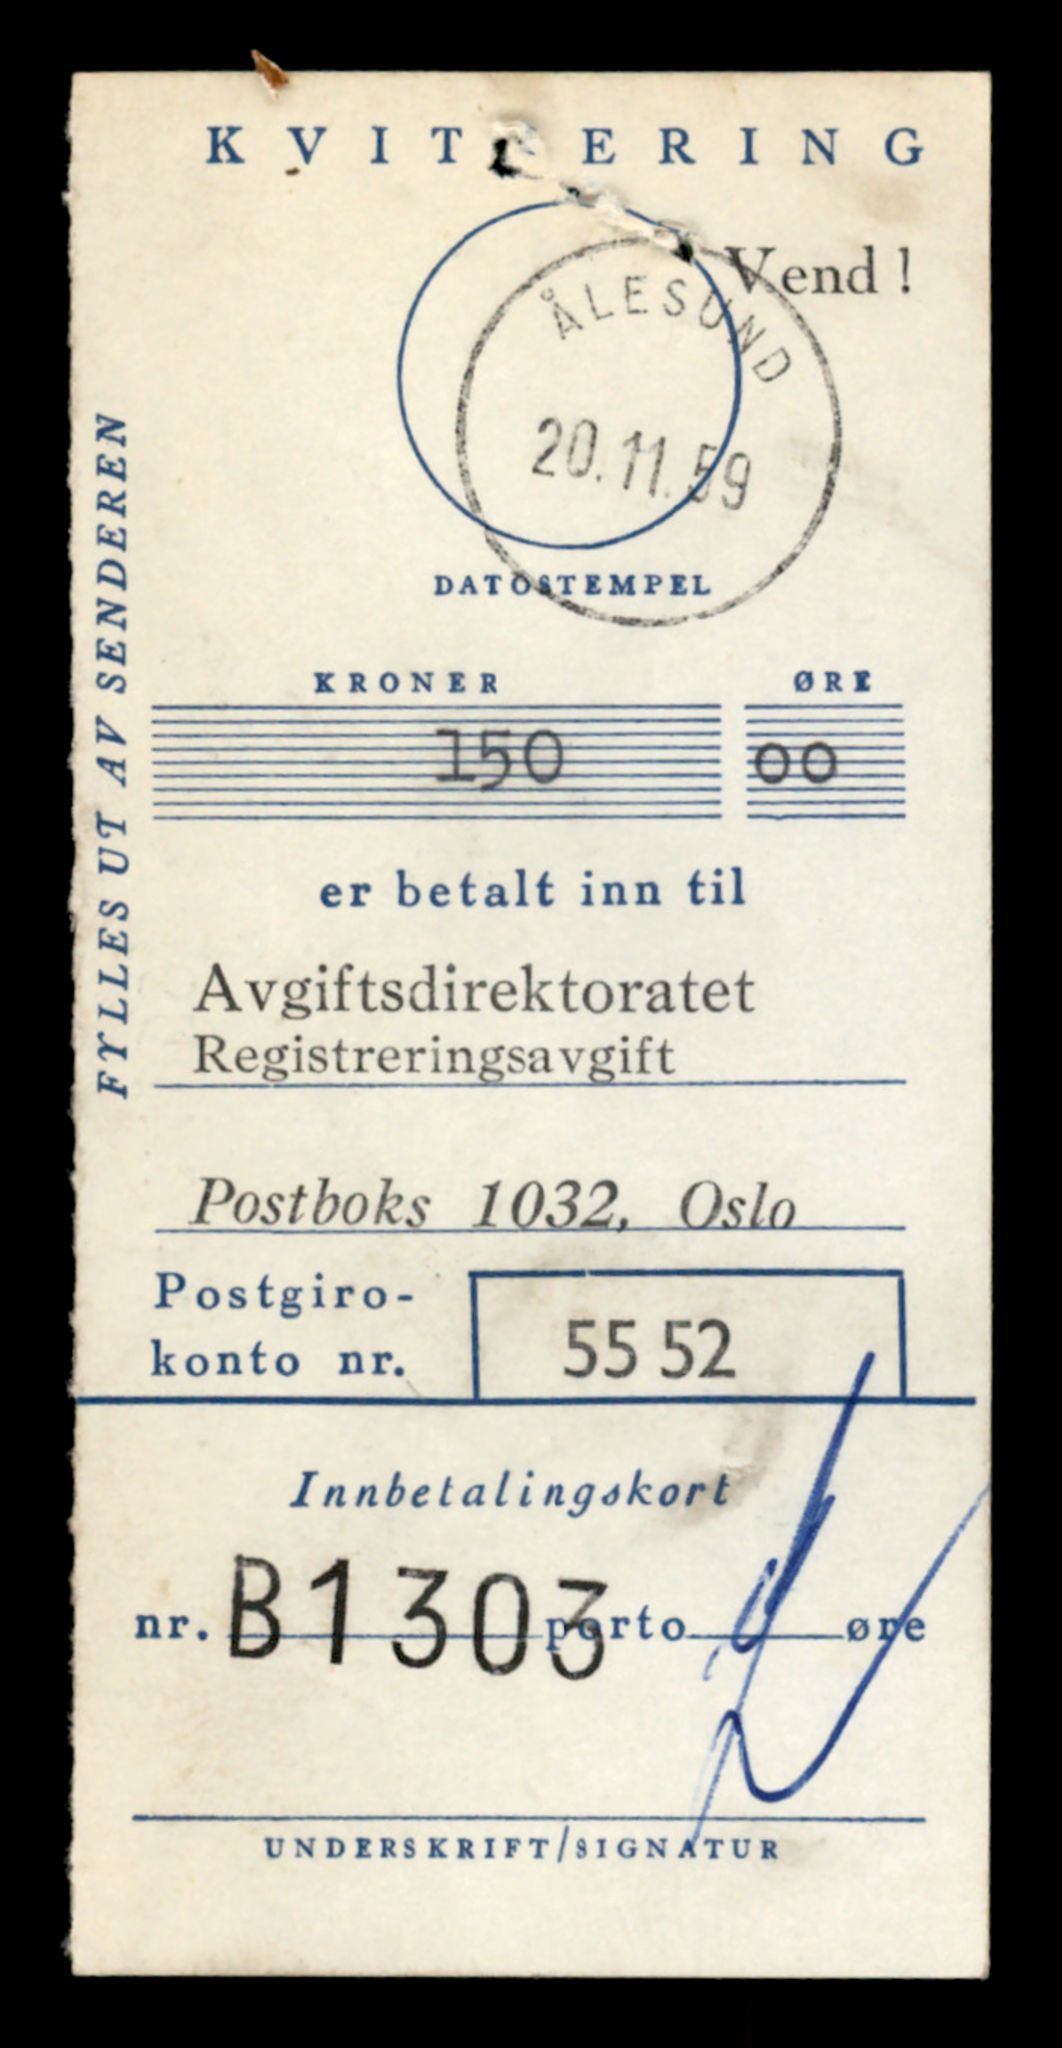 KVITTERING
Vend !
ÅLESUND
20.11.59
DATOSTEMPEL
FYLLES UT AV SENDEREN
KRONER ØRE
150 00
er betalt inn til
Avgiftsdirektoratet
Registreringsavgift
Postboks 1032, Oslo
Postgiro-
konto nr. 55 52
Innbetalingskort
nr. B1303 porto øre
UNDERSKRIFT/SIGNATUR